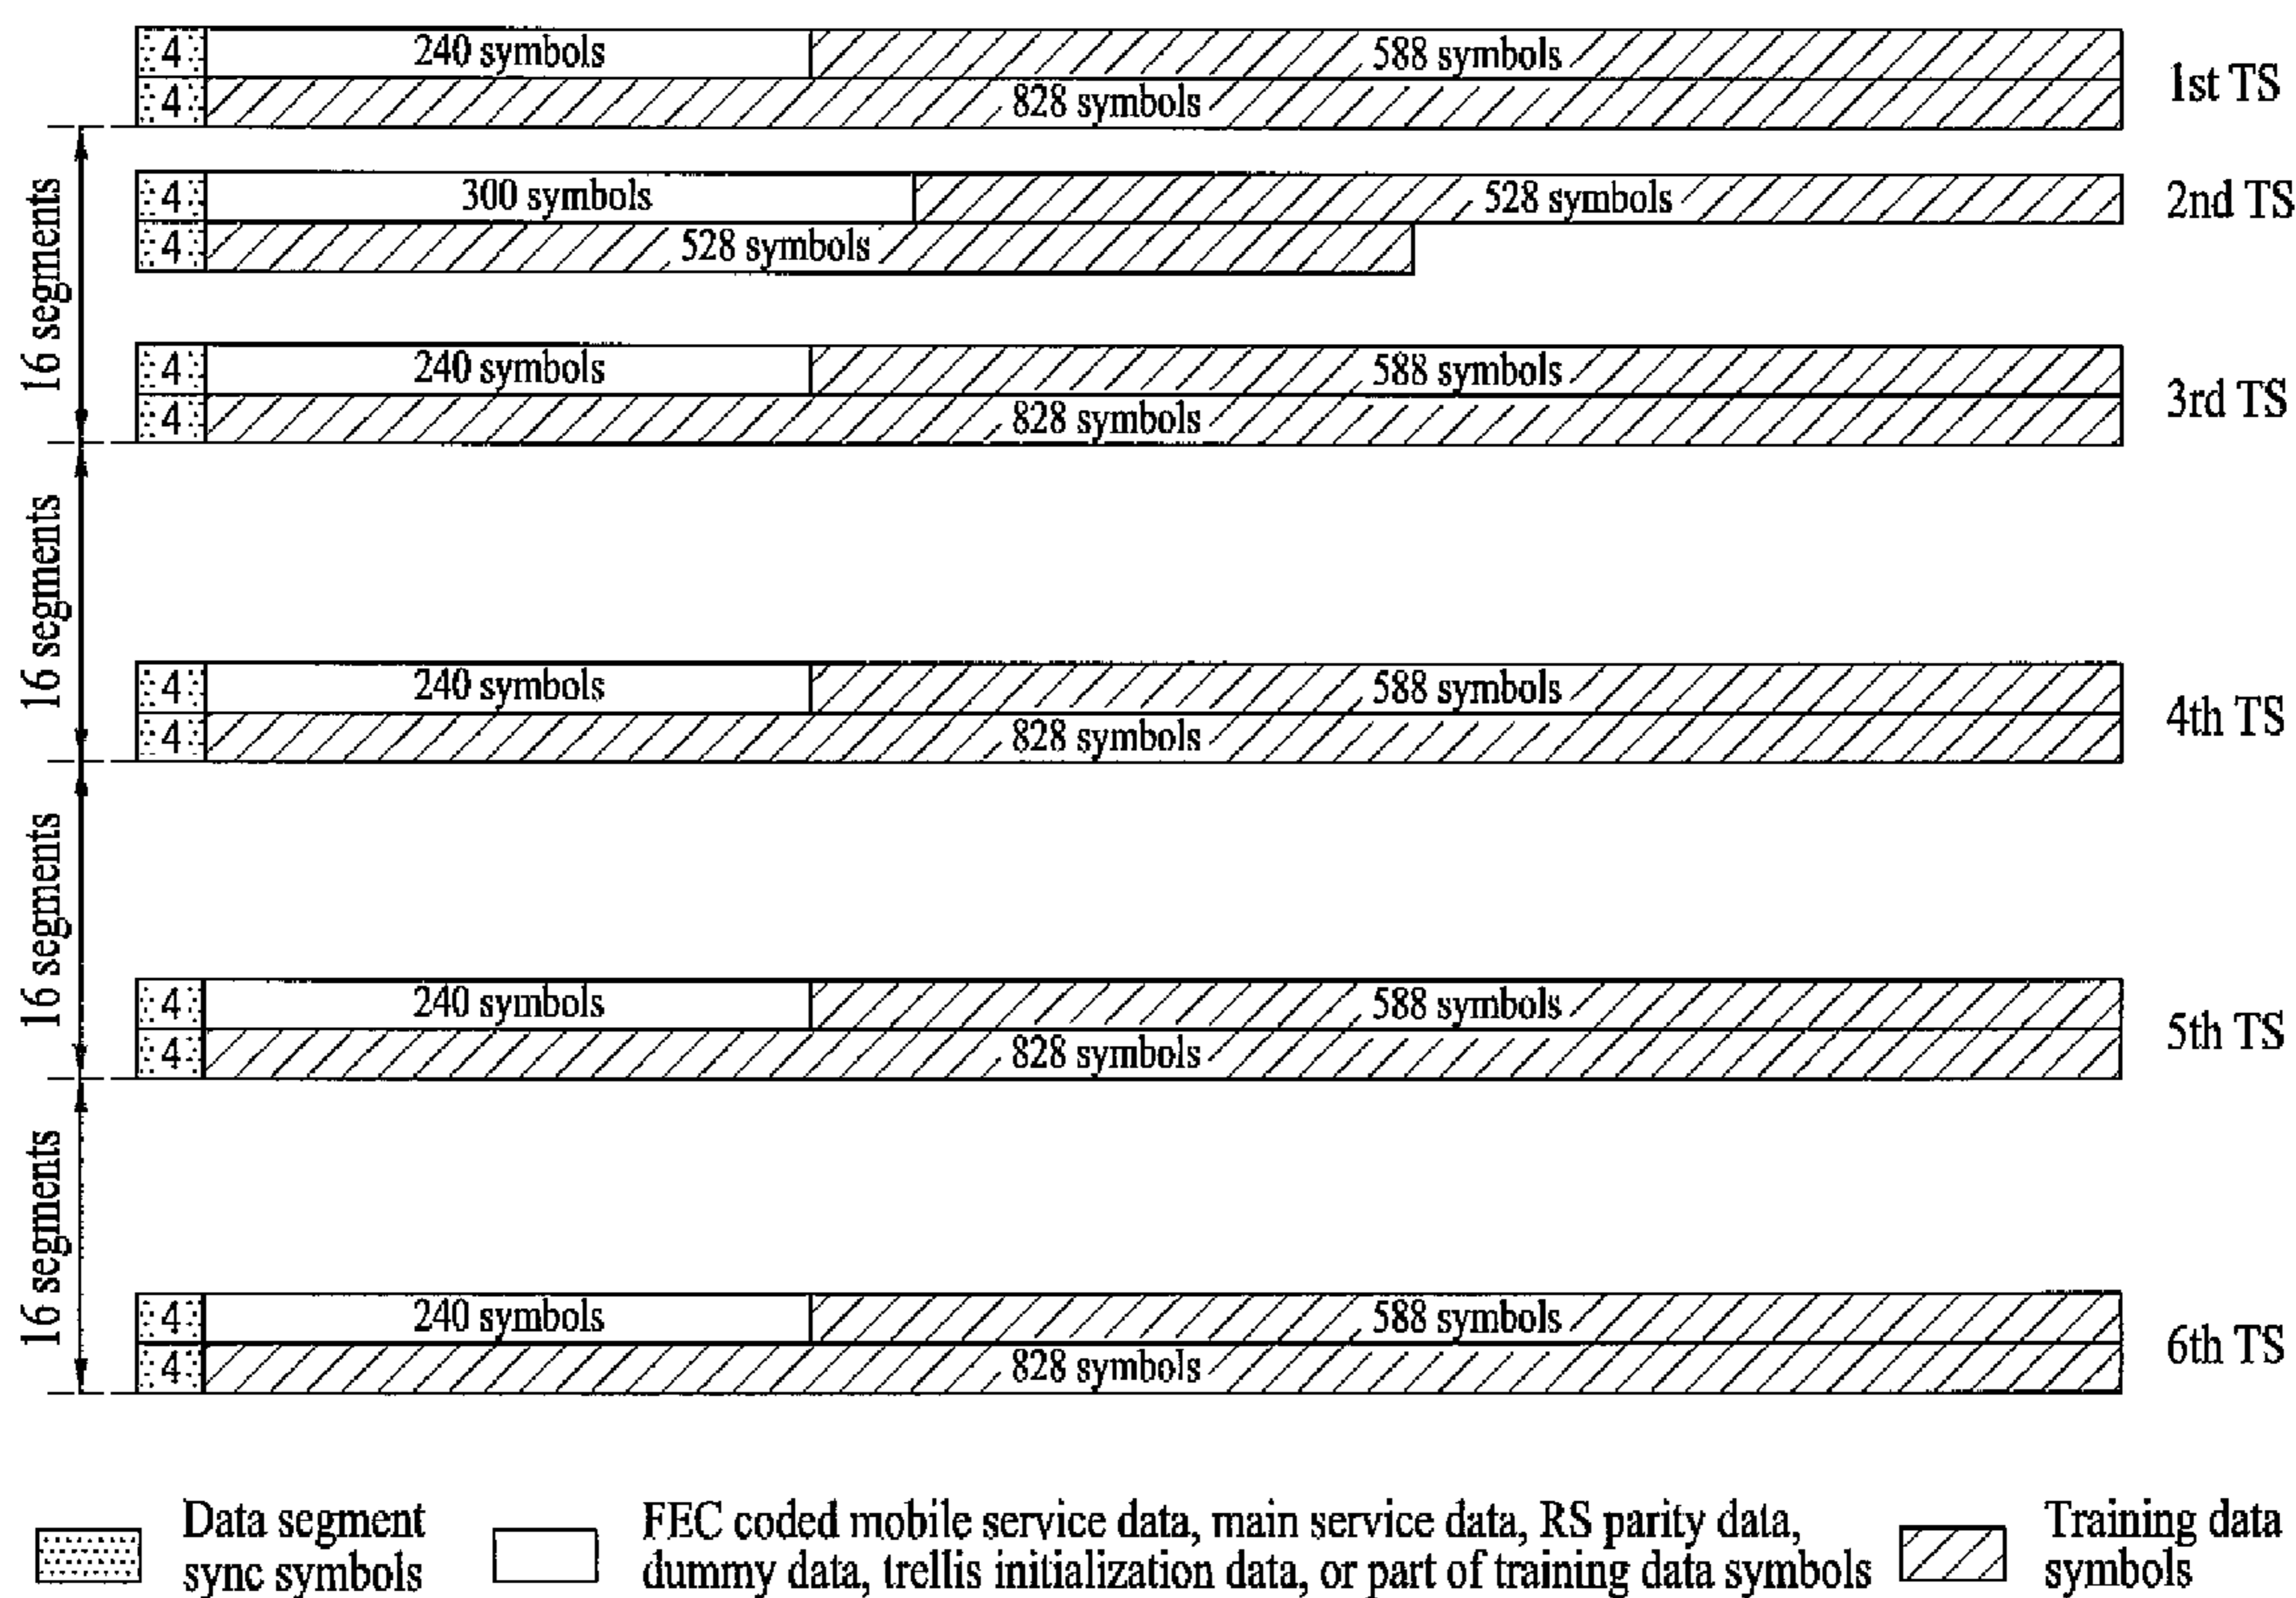 4 240 symbols 588 symbols
1st TS
4 828 symbols
16 segments
4 300 symbols 528 symbols
2nd TS
4 528 symbols
4 240 symbols 588 symbols
3rd TS
4 828 symbols
16 segments
4 240 symbols 588 symbols
4th TS
4 828 symbols
16 segments
4 240 symbols 588 symbols
5th TS
4 828 symbols
16 segments
4 240 symbols 588 symbols
6th TS
4 828 symbols
Data segment
sync symbols
FEC coded mobile service data, main service data, RS parity data,
dummy data, trellis initialization data, or part of training data symbols
Training data
symbols